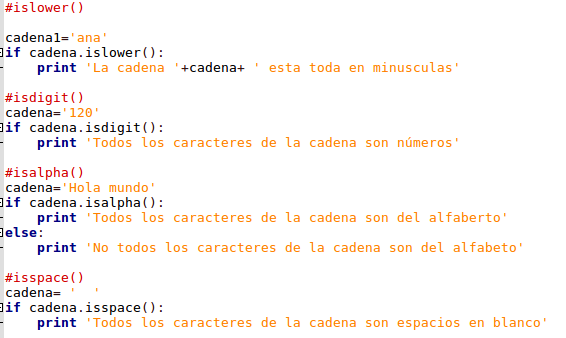 #islower()
cadena1='ana'
if cadena.islower():
print 'La cadena '+cadena+ ' esta toda en minusculas'
#isdigit()
cadena='120'
if cadena.isdigit():
print 'Todos los caracteres de la cadena son números'
#isalpha()
cadena='Hola mundo'
if cadena.isalpha():
print 'Todos los caracteres de la cadena son del alfaberto'
else:
print 'No todos los caracteres de la cadena son del alfabeto'
#isspace()
cadena= '  '
if cadena.isspace():
print 'Todos los caracteres de la cadena son espacios en blanco'